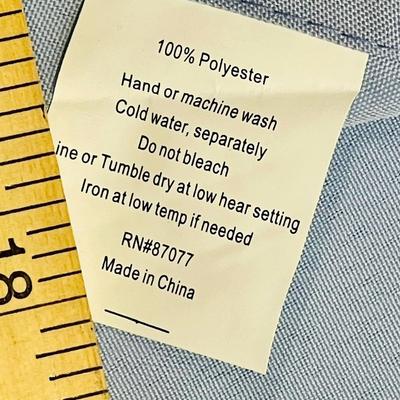 100% Polyester
Hand or machine wash
Cold water, separately
Do not bleach
ine or Tumble dry at low hear setting
Iron at low temp if needed
RN#87077
Made in China
18